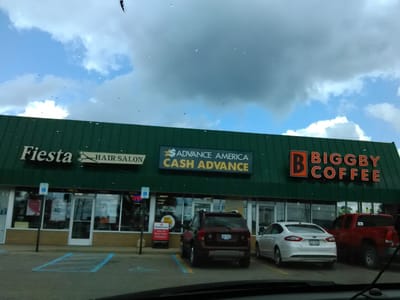 Fiesta
HAIR SALON
$ ADVANCE AMERICA
CASH ADVANCE
B
BIGGBY
COFFEE